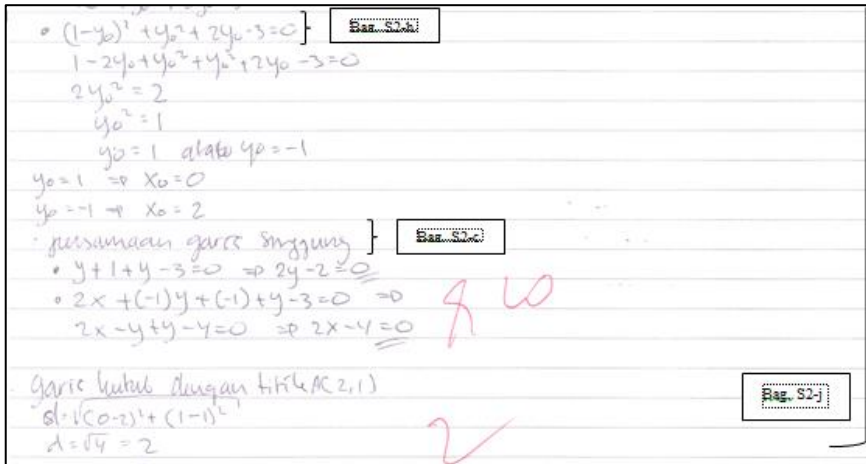 • (1-y₀)² + y₀² + 2y₀ - 3 = 0 } Bag. S2-h
1 - 2y₀ + y₀² + y₀² + 2y₀ - 3 = 0
2y₀² = 2
y₀² = 1
y₀ = 1 atau y₀ = -1
y₀ = 1 ⇒ x₀ = 0
y₀ = -1 ⇒ x₀ = 2
· persamaan garis singgung } Bag. S2-c
• y + 1 + y - 3 = 0 ⇒ 2y - 2 = 0
• 2x + (-1)y + (-1) + y - 3 = 0 ⇒
2x - y + y - 4 = 0 ⇒ 2x - 4 = 0
garis kutub dengan titik A(2,1)
Bag. S2-j
d = √(0-2)² + (1-1)²
d = √4 = 2
2